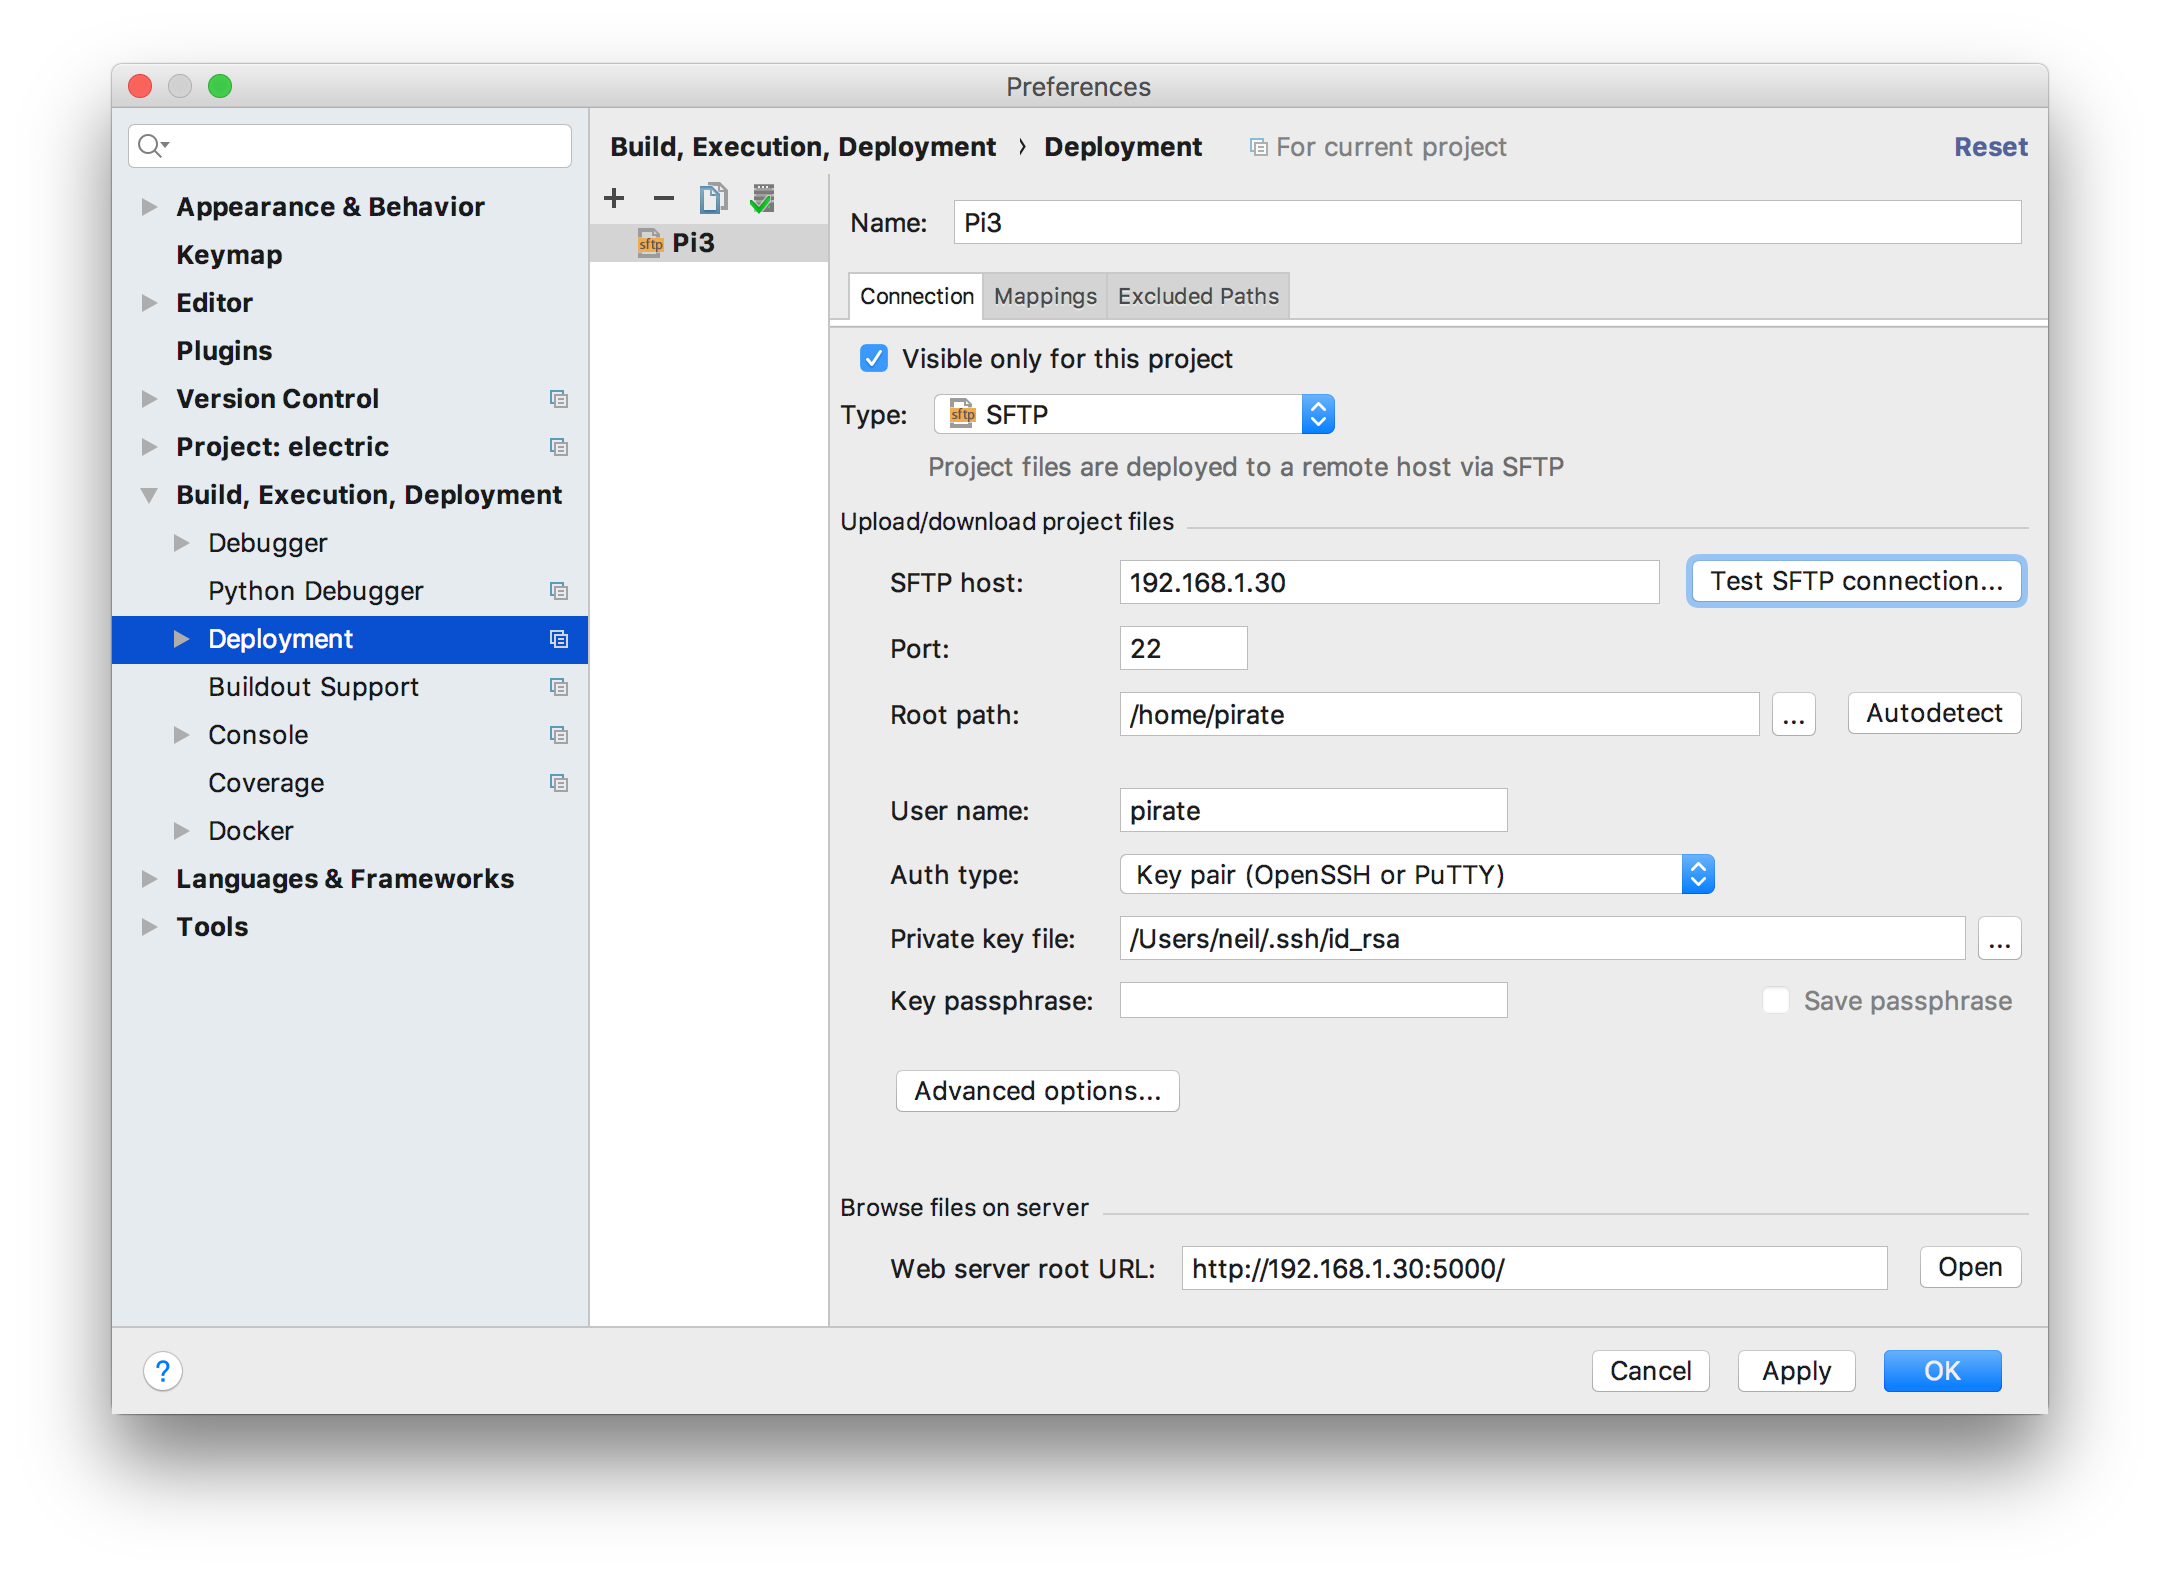 Preferences
Appearance & Behavior
Keymap
Editor
Plugins
Version Control
Project: electric
Build, Execution, Deployment
Debugger
Python Debugger
Deployment
Buildout Support
Console
Coverage
Docker
Languages & Frameworks
Tools
Build, Execution, Deployment › Deployment For current project Reset
sftp Pi3
Name: Pi3
Connection Mappings Excluded Paths
Visible only for this project
Type: sftp SFTP
Project files are deployed to a remote host via SFTP
Upload/download project files
SFTP host: 192.168.1.30 Test SFTP connection...
Port: 22
Root path: /home/pirate ... Autodetect
User name: pirate
Auth type: Key pair (OpenSSH or PuTTY)
Private key file: /Users/neil/.ssh/id_rsa ...
Key passphrase: Save passphrase
Advanced options...
Browse files on server
Web server root URL: http://192.168.1.30:5000/ Open
? Cancel Apply OK